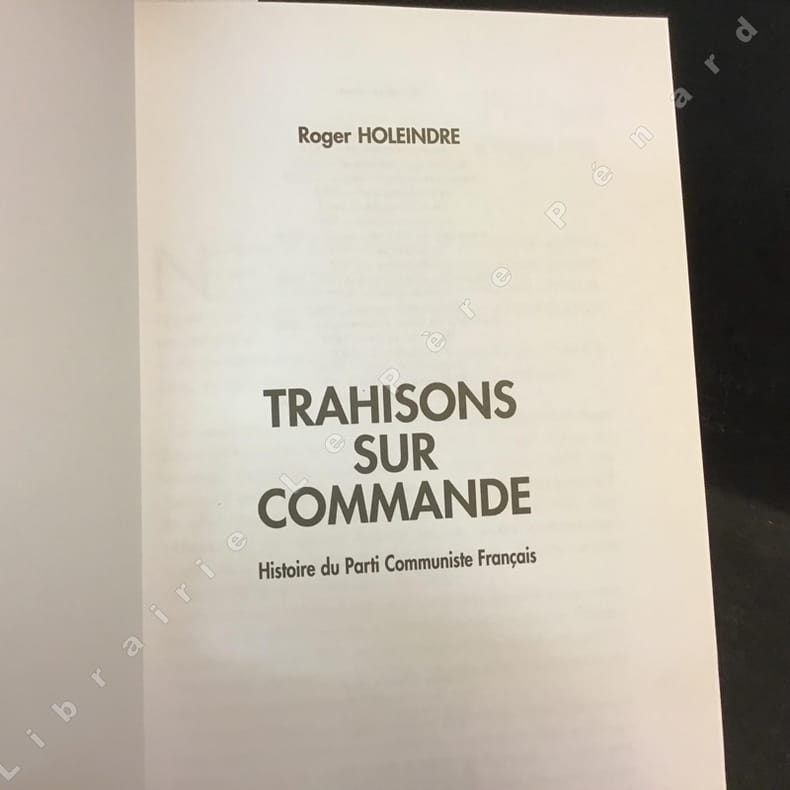 Roger HOLEINDRE
TRAHISONS
SUR
COMMANDE
Histoire du Parti Communiste Français
Librairie Le Père Pénard